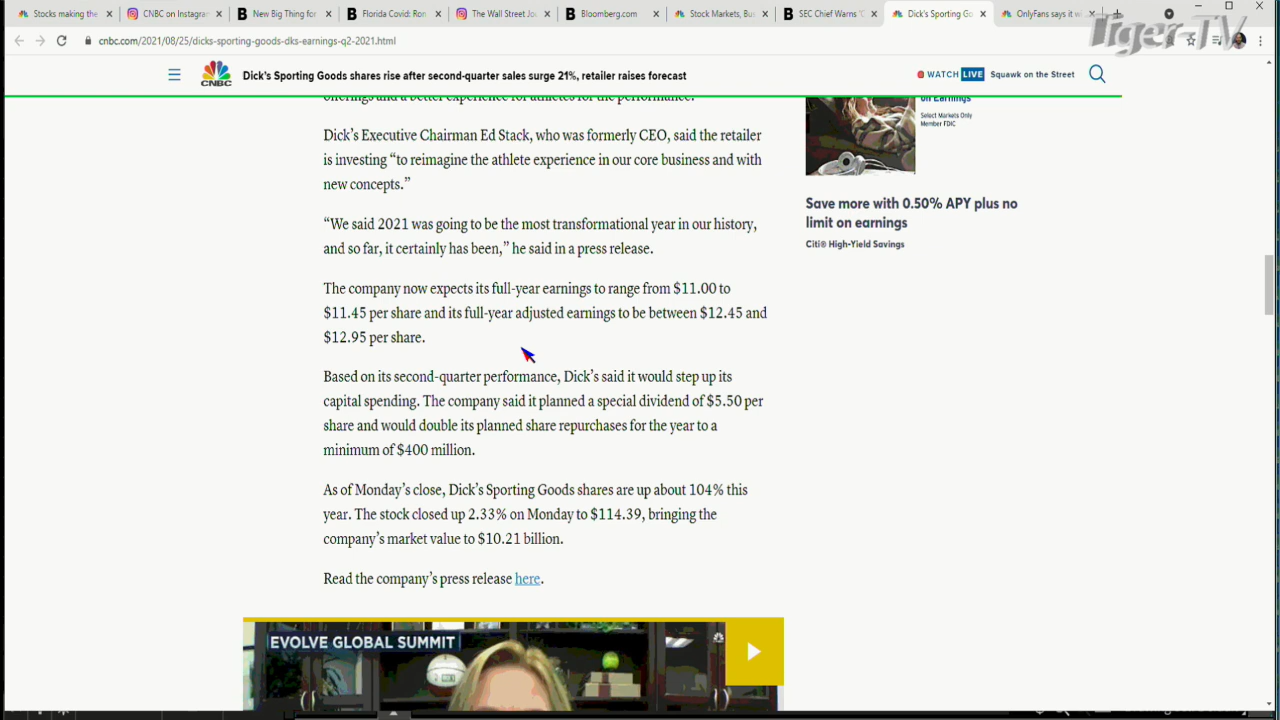 Stocks making the
CNBC on Instagram
New Big Thing for
Florida Covid: Ron
The Wall Street Jou
Bloomberg.com
Stock Markets, Bus
SEC Chief Warns "C
Dick's Sporting Go
OnlyFans says it w
Tiger-TV
cnbc.com/2021/08/25/dicks-sporting-goods-dks-earnings-q2-2021.html
CNBC
Dick's Sporting Goods shares rise after second-quarter sales surge 21%, retailer raises forecast
WATCH LIVE Squawk on the Street
offerings and a better experience for athletes for the performance.
Dick's Executive Chairman Ed Stack, who was formerly CEO, said the retailer
is investing “to reimagine the athlete experience in our core business and with
new concepts.”
“We said 2021 was going to be the most transformational year in our history,
and so far, it certainly has been,” he said in a press release.
The company now expects its full-year earnings to range from $11.00 to
$11.45 per share and its full-year adjusted earnings to be between $12.45 and
$12.95 per share.
Based on its second-quarter performance, Dick's said it would step up its
capital spending. The company said it planned a special dividend of $5.50 per
share and would double its planned share repurchases for the year to a
minimum of $400 million.
As of Monday's close, Dick's Sporting Goods shares are up about 104% this
year. The stock closed up 2.33% on Monday to $114.39, bringing the
company's market value to $10.21 billion.
Read the company's press release here.
EVOLVE GLOBAL SUMMIT
on Earnings
Select Markets Only
Member FDIC
Save more with 0.50% APY plus no
limit on earnings
Citi® High-Yield Savings